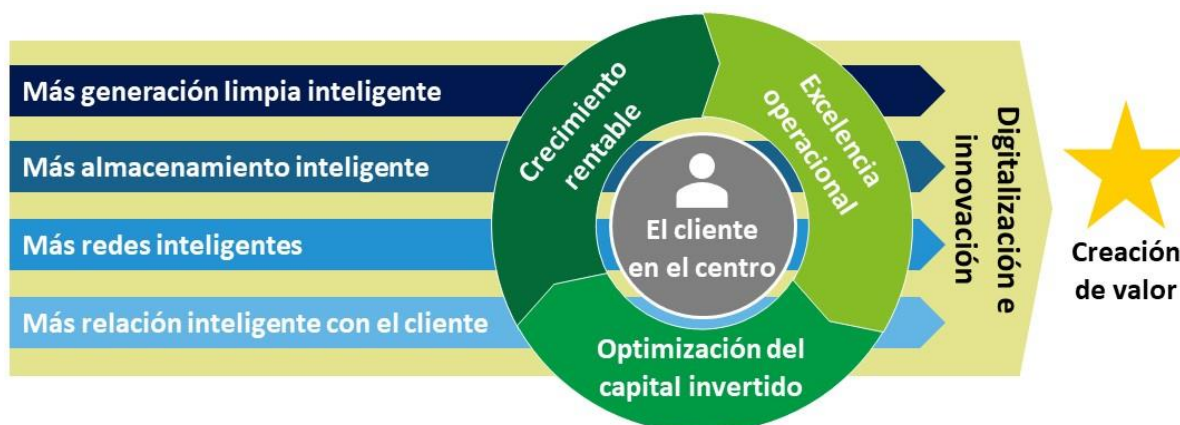 Más generación limpia inteligente
Más almacenamiento inteligente
Más redes inteligentes
Más relación inteligente con el cliente
Crecimiento
rentable
Excelencia
operacional
El cliente
en el centro
Optimización del
capital invertido
Digitalización e
innovación
Creación
de valor